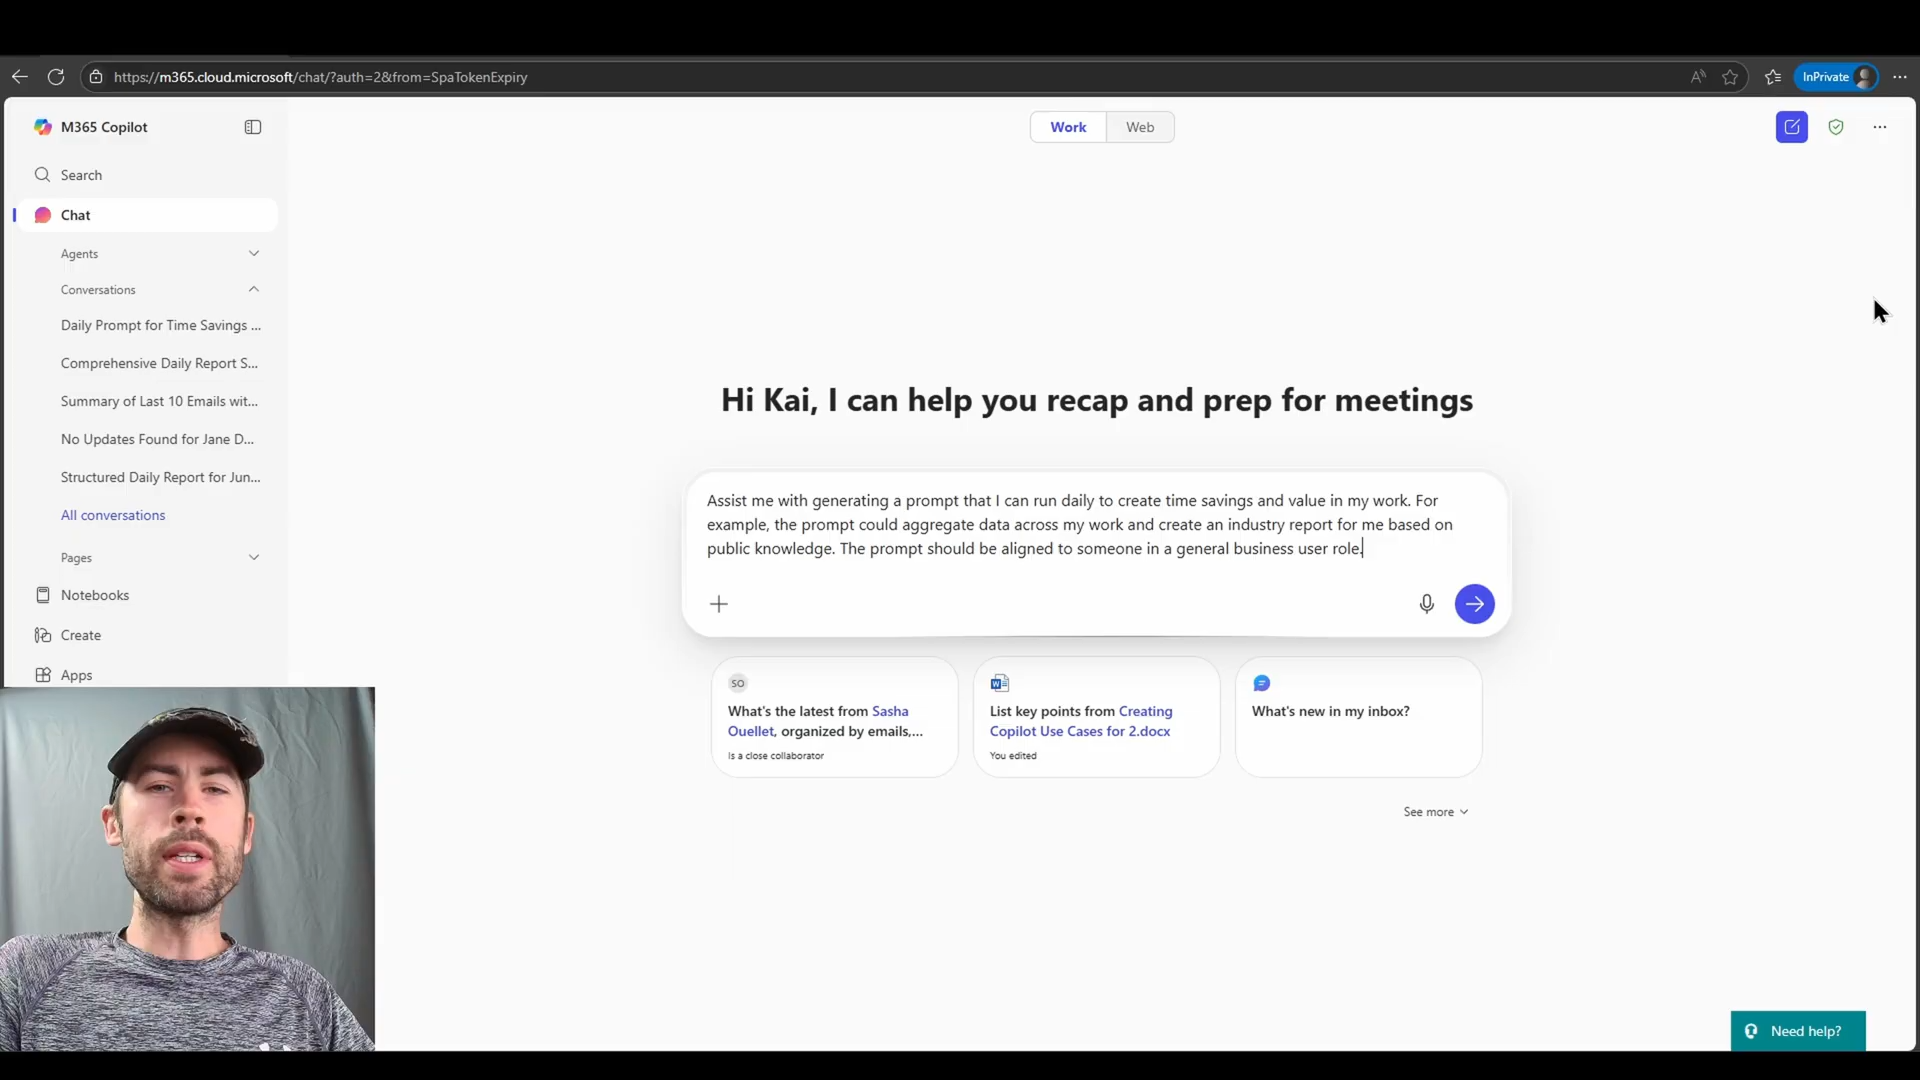 https://m365.cloud.microsoft/chat/?auth=2&from=SpaTokenExpiry
InPrivate
M365 Copilot
Work
Web
Search
Chat
Agents
Conversations
Daily Prompt for Time Savings ...
Comprehensive Daily Report S...
Summary of Last 10 Emails wit...
No Updates Found for Jane D...
Structured Daily Report for Jun...
All conversations
Pages
Notebooks
Create
Apps
Hi Kai, I can help you recap and prep for meetings
Assist me with generating a prompt that I can run daily to create time savings and value in my work. For
example, the prompt could aggregate data across my work and create an industry report for me based on
public knowledge. The prompt should be aligned to someone in a general business user role.
SO
What's the latest from Sasha
Ouellet, organized by emails,...
Is a close collaborator
W
List key points from Creating
Copilot Use Cases for 2.docx
You edited
What's new in my inbox?
See more
Need help?